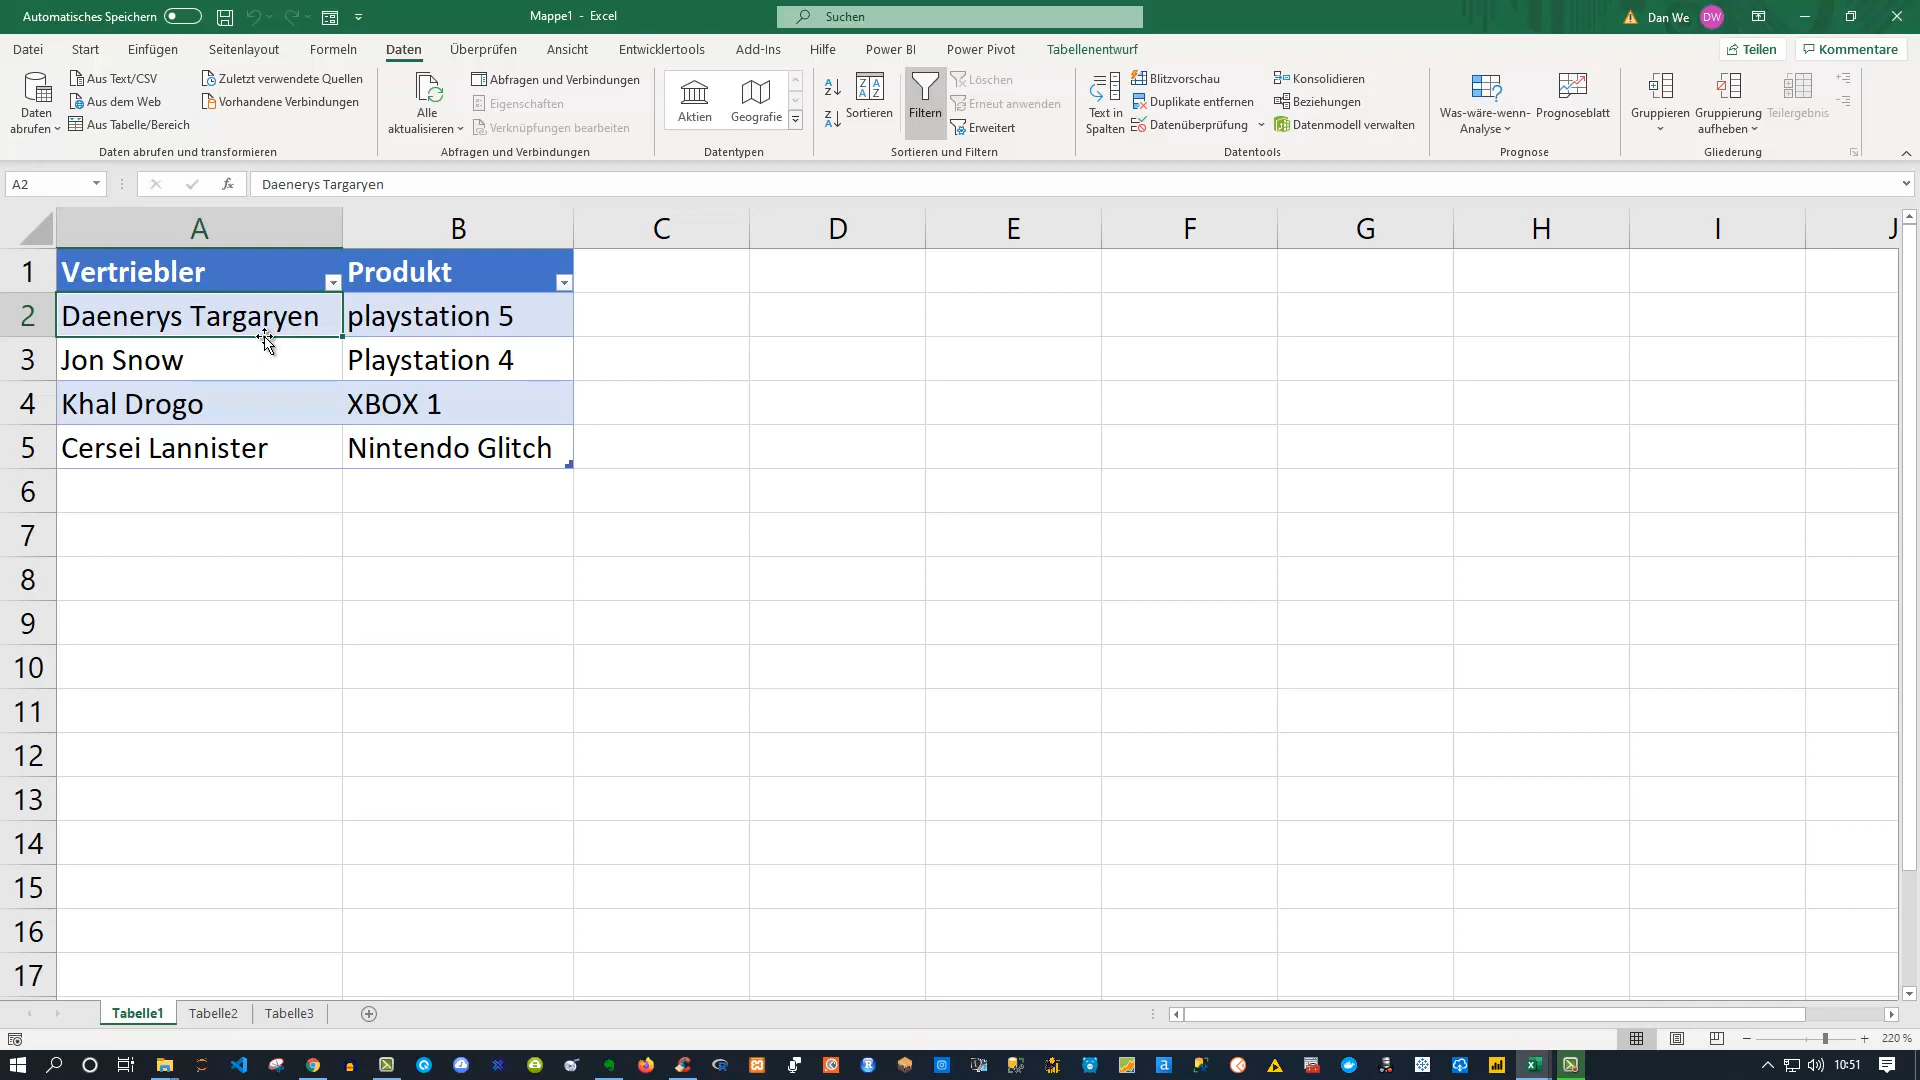 Automatisches Speichern
Mappe1 - Excel
Suchen
Dan We
DW
Datei
Start
Einfügen
Seitenlayout
Formeln
Daten
Überprüfen
Ansicht
Entwicklertools
Add-Ins
Hilfe
Power BI
Power Pivot
Tabellenentwurf
Teilen
Kommentare
Daten abrufen
Aus Text/CSV
Aus dem Web
Aus Tabelle/Bereich
Zuletzt verwendete Quellen
Vorhandene Verbindungen
Daten abrufen und transformieren
Alle aktualisieren
Abfragen und Verbindungen
Eigenschaften
Verknüpfungen bearbeiten
Abfragen und Verbindungen
Aktien
Geografie
Datentypen
Sortieren
Filtern
Löschen
Erneut anwenden
Erweitert
Sortieren und Filtern
Text in Spalten
Blitzvorschau
Duplikate entfernen
Datenüberprüfung
Konsolidieren
Beziehungen
Datenmodell verwalten
Datentools
Was-wäre-wenn-Analyse
Prognoseblatt
Prognose
Gruppieren
Gruppierung aufheben
Teilergebnis
Gliederung
A2
fx
Daenerys Targaryen
A B C D E F G H I J
1 Vertriebler Produkt
2 Daenerys Targaryen playstation 5
3 Jon Snow Playstation 4
4 Khal Drogo XBOX 1
5 Cersei Lannister Nintendo Glitch
6
7
8
9
10
11
12
13
14
15
16
17
Tabelle1
Tabelle2
Tabelle3
220 %
10:51